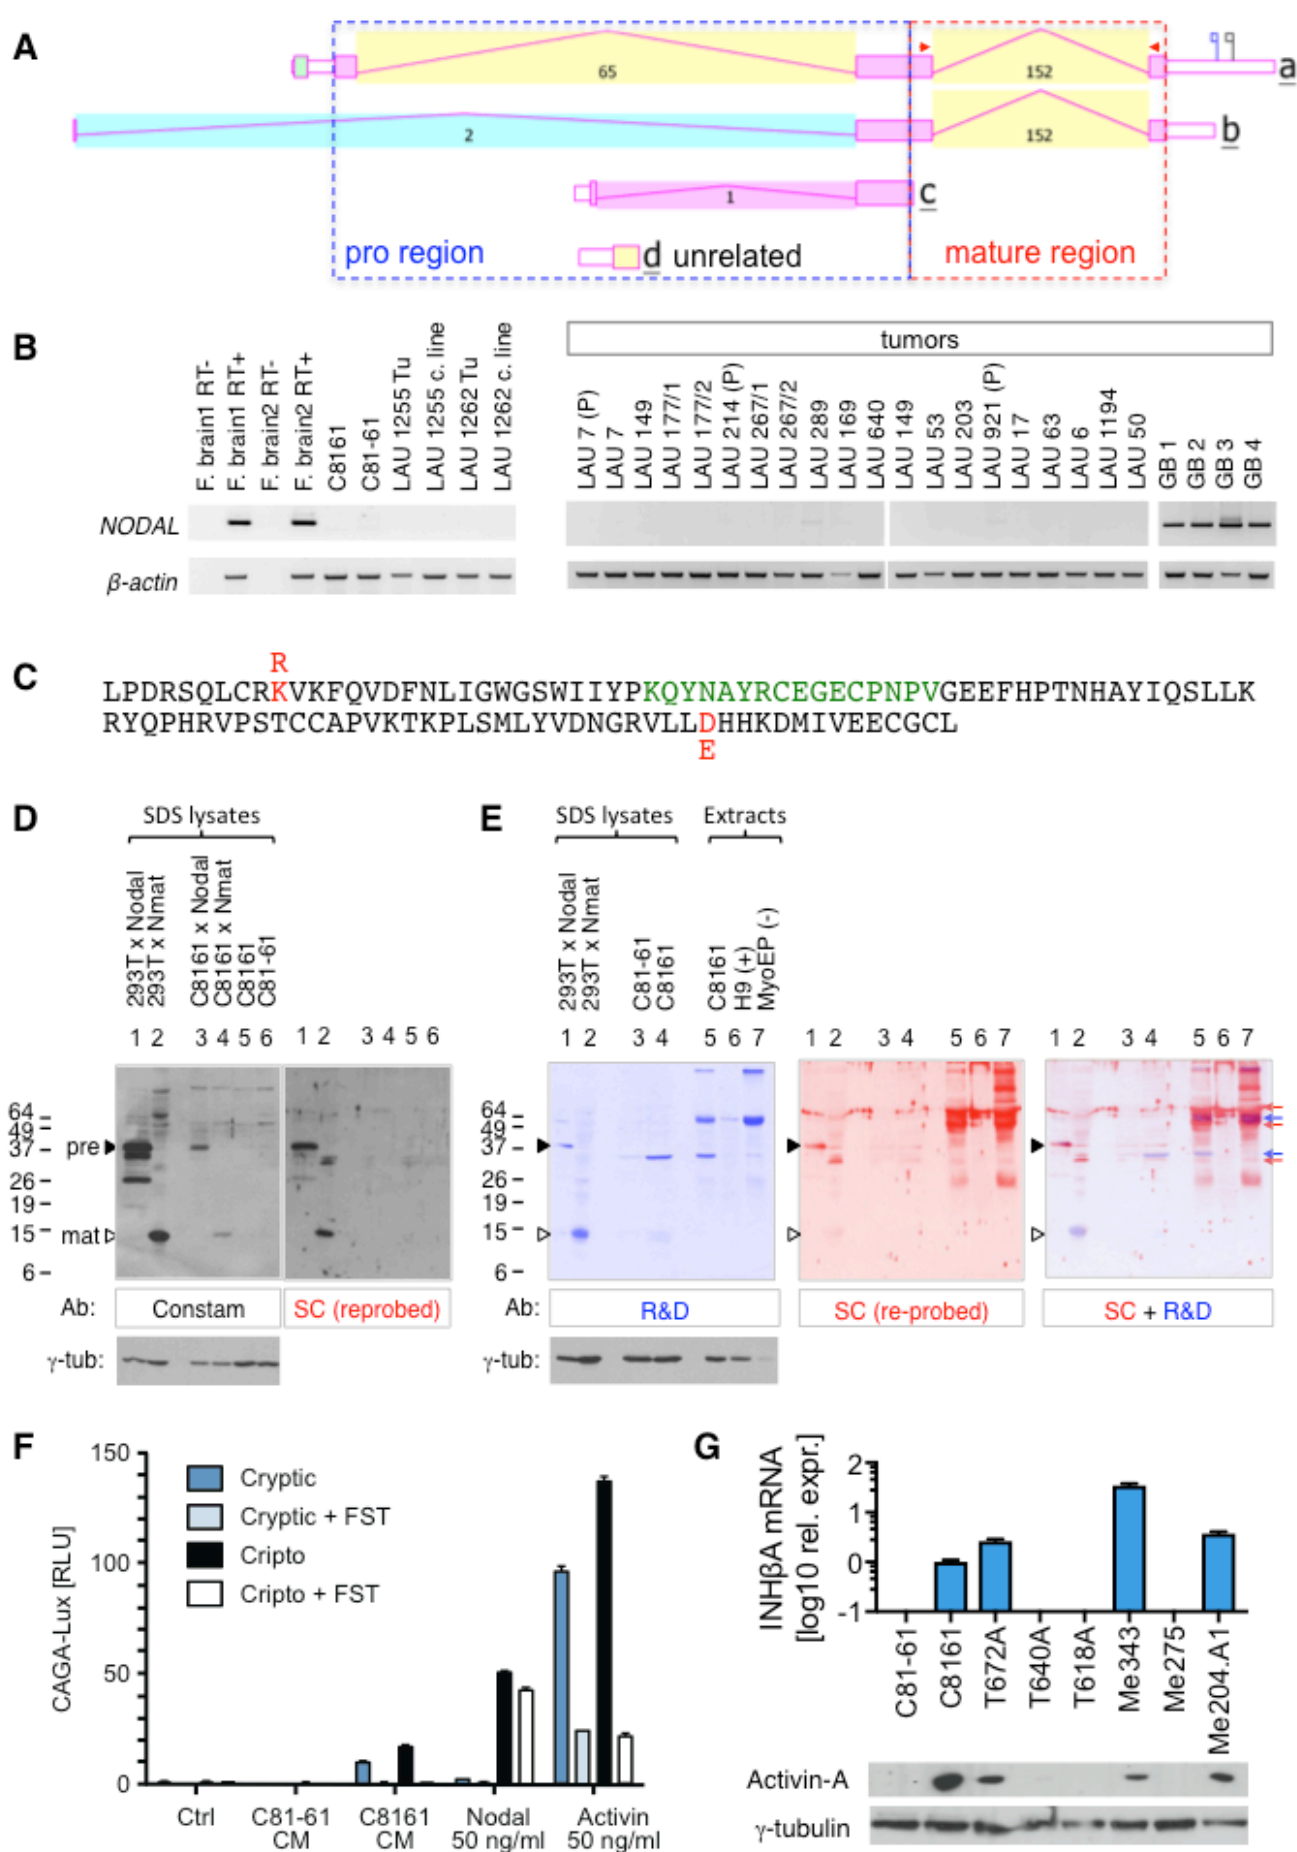 A
65
152
a
2
152
b
1
c
pro region
d unrelated
mature region
B
F. brain1 RT-
F. brain1 RT+
F. brain2 RT-
F. brain2 RT+
C8161
C81-61
LAU 1255 Tu
LAU 1255 c. line
LAU 1262 Tu
LAU 1262 c. line
tumors
LAU 7 (P)
LAU 7
LAU 149
LAU 177/1
LAU 177/2
LAU 214 (P)
LAU 267/1
LAU 267/2
LAU 289
LAU 169
LAU 640
LAU 149
LAU 53
LAU 203
LAU 921 (P)
LAU 17
LAU 63
LAU 6
LAU 1194
LAU 50
GB 1
GB 2
GB 3
GB 4
NODAL
β-actin
C
R
LPDRSQLCRKVKFQVDFNLIGWGSWIIYPKQYNAYRCEGECPNPVGEEFHPTNHAYIQSLLK
RYQPHRVPSTCCAPVKTKPLSMLYVDNGRVLLDHHKDMIVEECGCL
E
D
SDS lysates
293T x Nodal
293T x Nmat
C8161 x Nodal
C8161 x Nmat
C8161
C81-61
1 2 3 4 5 6 1 2 3 4 5 6
64
49
pre 37
26
19
mat 15
6
Ab: Constam SC (reprobed)
γ-tub:
E
SDS lysates Extracts
293T x Nodal
293T x Nmat
C81-61
C8161
C8161
H9 (+)
MyoEP (-)
1 2 3 4 5 6 7 1 2 3 4 5 6 7 1 2 3 4 5 6 7
64
49
37
26
19
15
6
Ab: R&D SC (re-probed) SC + R&D
γ-tub:
F
CAGA-Lux [RLU]
150
100
50
0
Cryptic
Cryptic + FST
Cripto
Cripto + FST
Ctrl C81-61 CM C8161 CM Nodal 50 ng/ml Activin 50 ng/ml
G
INHβA mRNA
[log10 rel. expr.]
2
1
0
-1
C81-61
C8161
T672A
T640A
T618A
Me343
Me275
Me204.A1
Activin-A
γ-tubulin